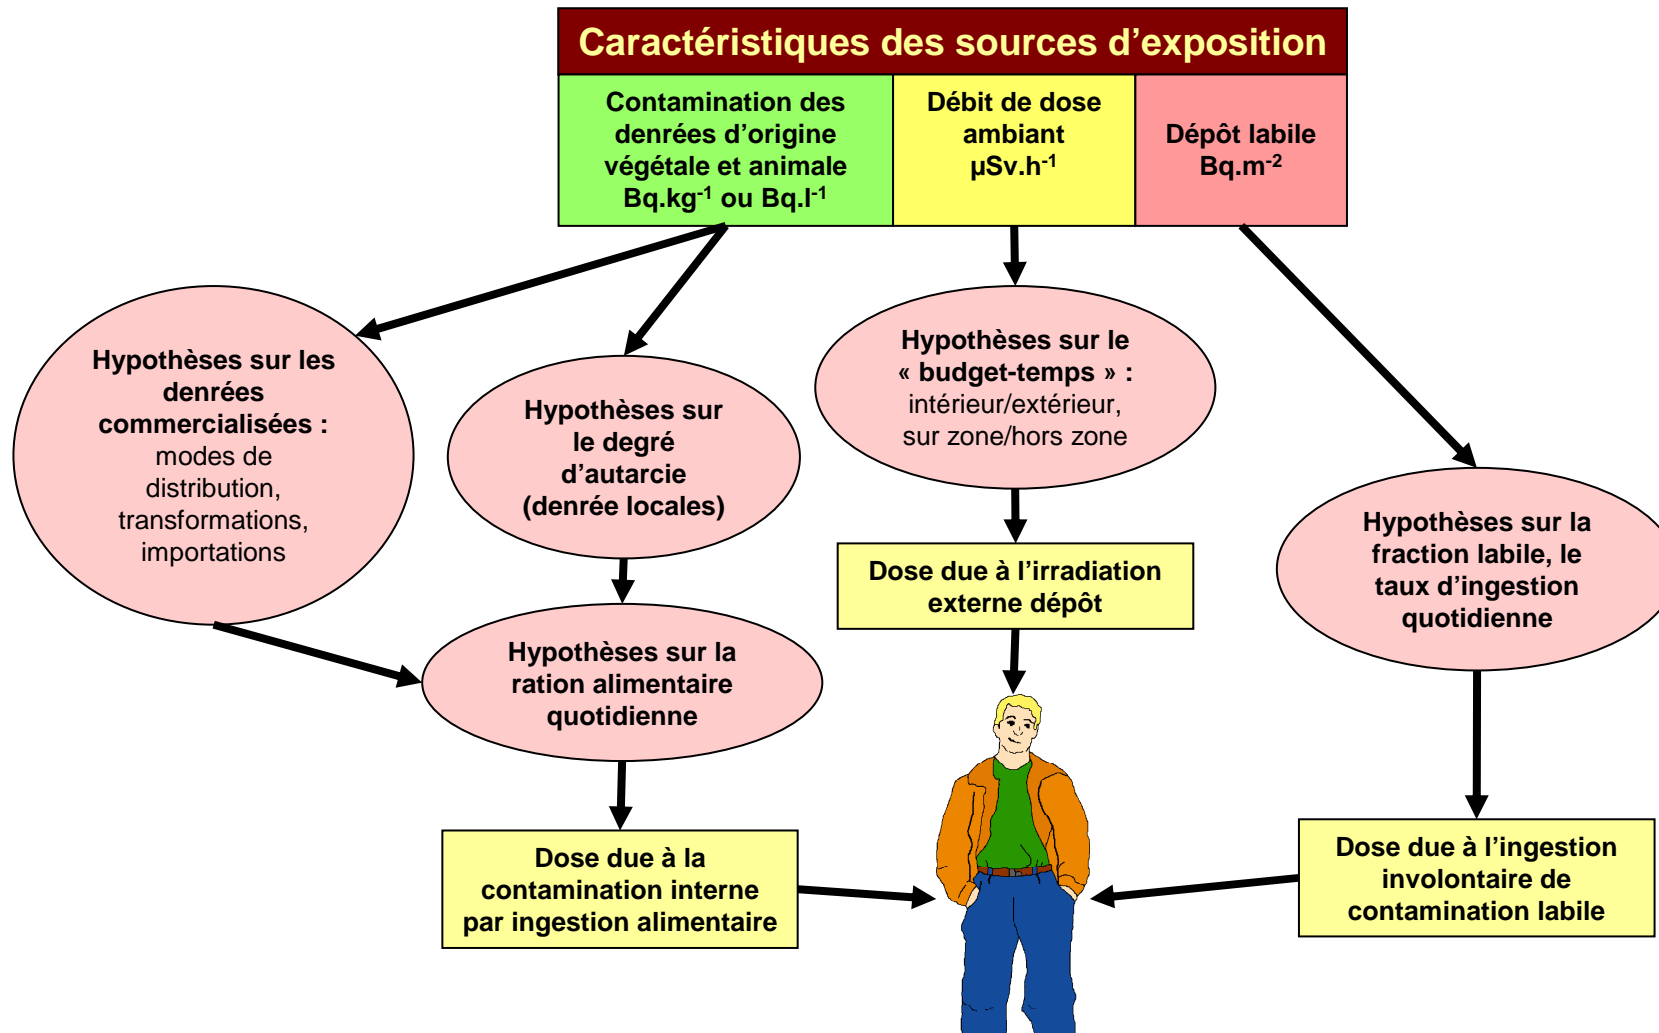 Caractéristiques des sources d’exposition
Contamination des
denrées d’origine
végétale et animale
Bq.kg⁻¹ ou Bq.l⁻¹
Débit de dose
ambiant
µSv.h⁻¹
Dépôt labile
Bq.m⁻²
Hypothèses sur les
denrées
commercialisées :
modes de
distribution,
transformations,
importations
Hypothèses sur
le degré
d’autarcie
(denrée locales)
Hypothèses sur le
« budget-temps » :
intérieur/extérieur,
sur zone/hors zone
Hypothèses sur la
fraction labile, le
taux d’ingestion
quotidienne
Dose due à l’irradiation
externe dépôt
Hypothèses sur la
ration alimentaire
quotidienne
Dose due à la
contamination interne
par ingestion alimentaire
Dose due à l’ingestion
involontaire de
contamination labile